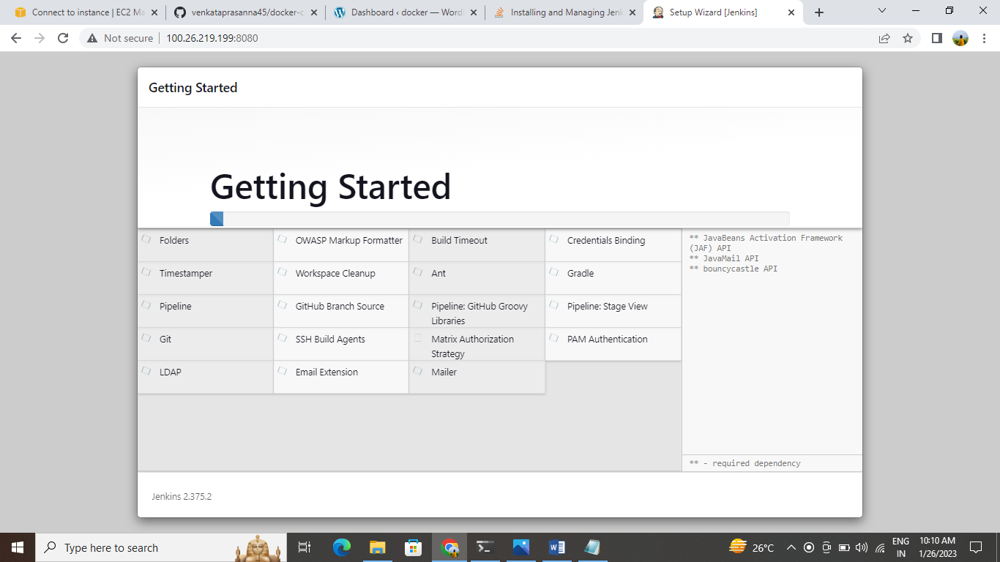 Connect to instance | EC2 Ma
venkataprasanna45/docker-c
Dashboard ‹ docker — Word
Installing and Managing Jenk
Setup Wizard [Jenkins]
Not secure
100.26.219.199:8080
Getting Started
Getting Started
Folders
OWASP Markup Formatter
Build Timeout
Credentials Binding
Timestamper
Workspace Cleanup
Ant
Gradle
Pipeline
GitHub Branch Source
Pipeline: GitHub Groovy
Libraries
Pipeline: Stage View
Git
SSH Build Agents
Matrix Authorization
Strategy
PAM Authentication
LDAP
Email Extension
Mailer
** JavaBeans Activation Framework
(JAF) API
** JavaMail API
** bouncycastle API
** - required dependency
Jenkins 2.375.2
Type here to search
26°C
ENG
IN
10:10 AM
1/26/2023